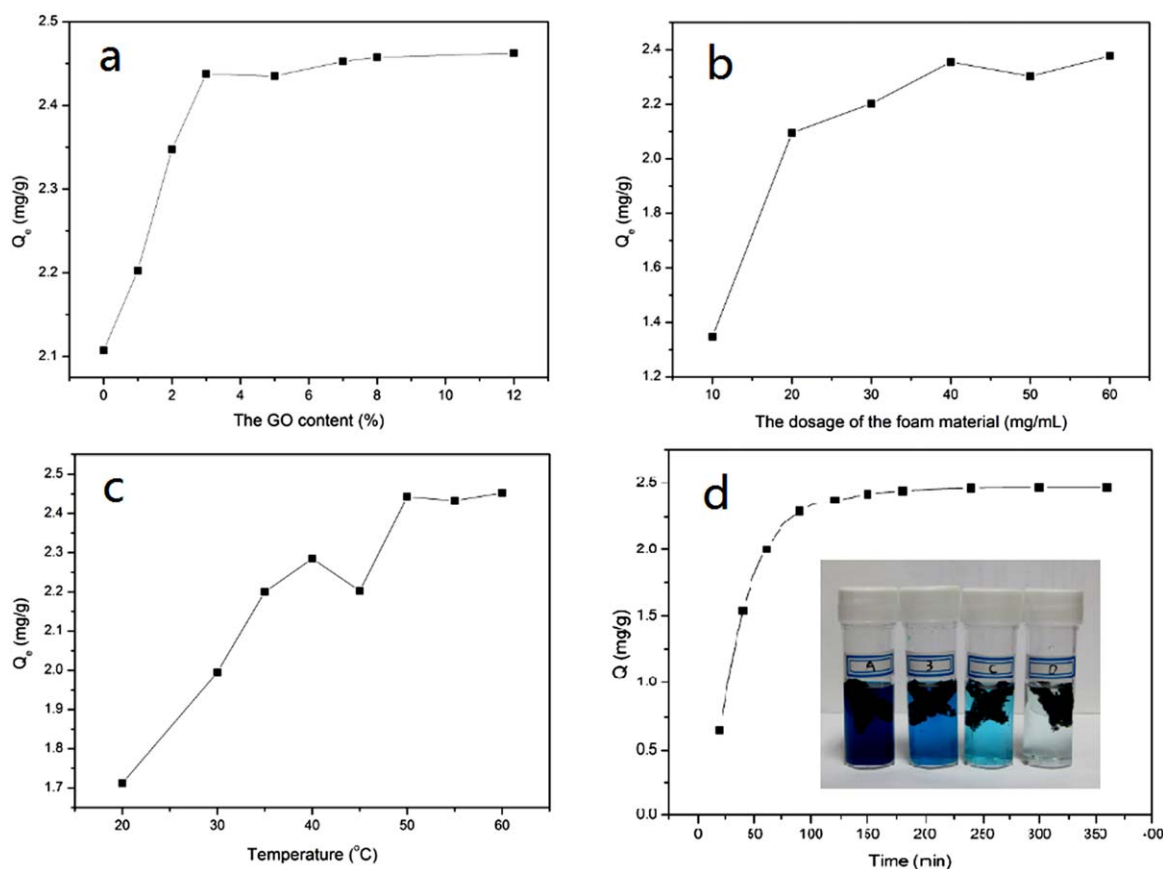 a
2.5
2.4
2.3
2.2
2.1
Qe (mg/g)
0 2 4 6 8 10 12
The GO content (%)
b
2.4
2.2
2.0
1.8
1.6
1.4
1.2
Qe (mg/g)
10 20 30 40 50 60
The dosage of the foam material (mg/mL)
c
2.5
2.4
2.3
2.2
2.1
2.0
1.9
1.8
1.7
Qe (mg/g)
20 30 40 50 60
Temperature (°C)
d
2.5
2.0
1.5
1.0
0.5
0.0
Q (mg/g)
A B C D
0 50 100 150 200 250 300 350 400
Time (min)